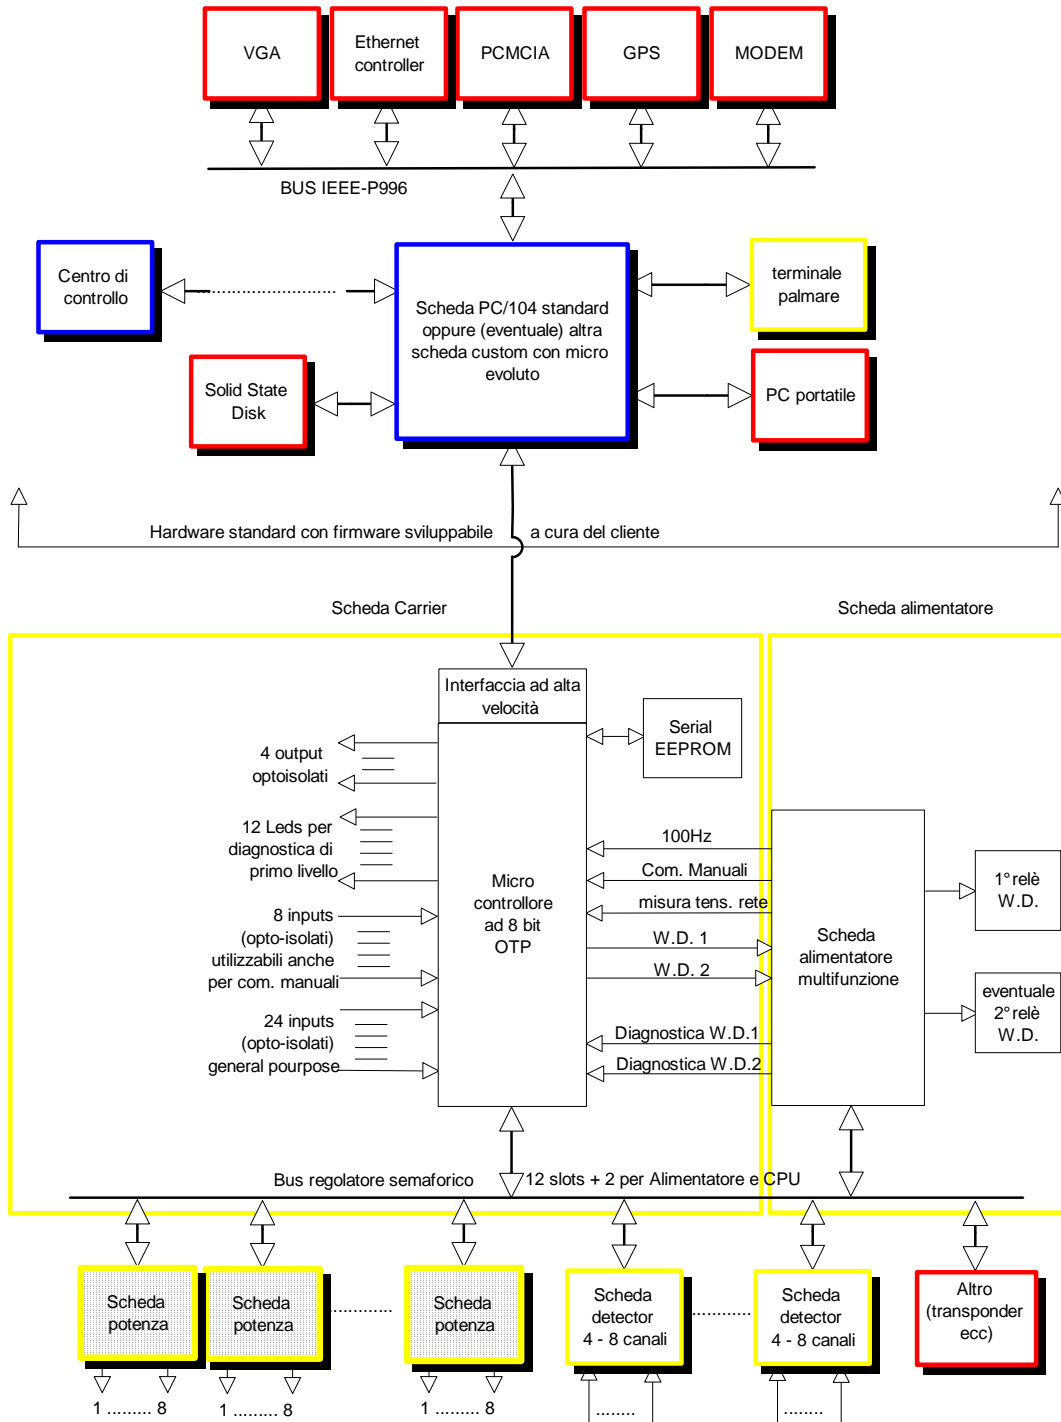 VGA
Ethernet
controller
PCMCIA
GPS
MODEM
BUS IEEE-P996
Centro di
controllo
Scheda PC/104 standard
oppure (eventuale) altra
scheda custom con micro
evoluto
terminale
palmare
Solid State
Disk
PC portatile
Hardware standard con firmware sviluppabile a cura del cliente
Scheda Carrier
Scheda alimentatore
Interfaccia ad alta
velocità
Serial
EEPROM
4 output
optoisolati
12 Leds per
diagnostica di
primo livello
8 inputs
(opto-isolati)
utilizzabili anche
per com. manuali
24 inputs
(opto-isolati)
general pourpose
Micro
controllore
ad 8 bit
OTP
100Hz
Com. Manuali
misura tens. rete
W.D. 1
W.D. 2
Diagnostica W.D.1
Diagnostica W.D.2
Scheda
alimentatore
multifunzione
1° relè
W.D.
eventuale
2° relè
W.D.
Bus regolatore semaforico
12 slots + 2 per Alimentatore e CPU
Scheda
potenza
Scheda
potenza
............
Scheda
potenza
Scheda
detector
4 - 8 canali
...........
Scheda
detector
4 - 8 canali
Altro
(transponder
ecc)
1 ......... 8
1 ......... 8
1 ......... 8
........
........